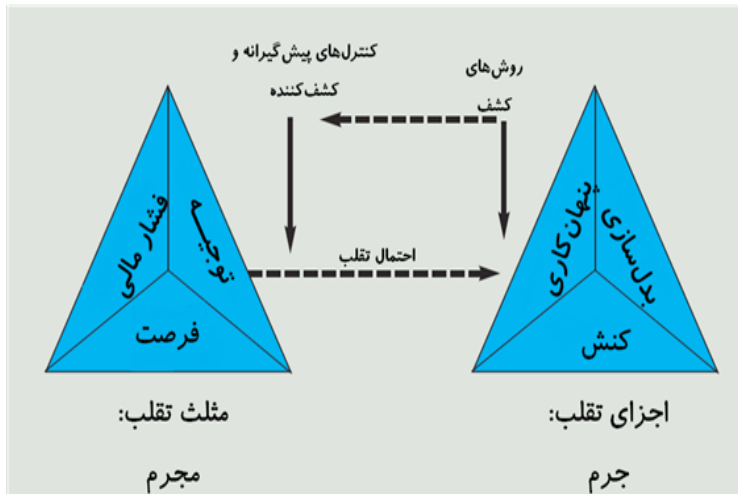 کنترل‌های پیش‌گیرانه و
کشف‌کننده
روش‌های
کشف
احتمال تقلب
پنهان‌کاری
بدل‌سازی
کنش
توجیـــه
فشار مالی
فرصت
اجزای تقلب:
جرم
مثلث تقلب:
مجرم